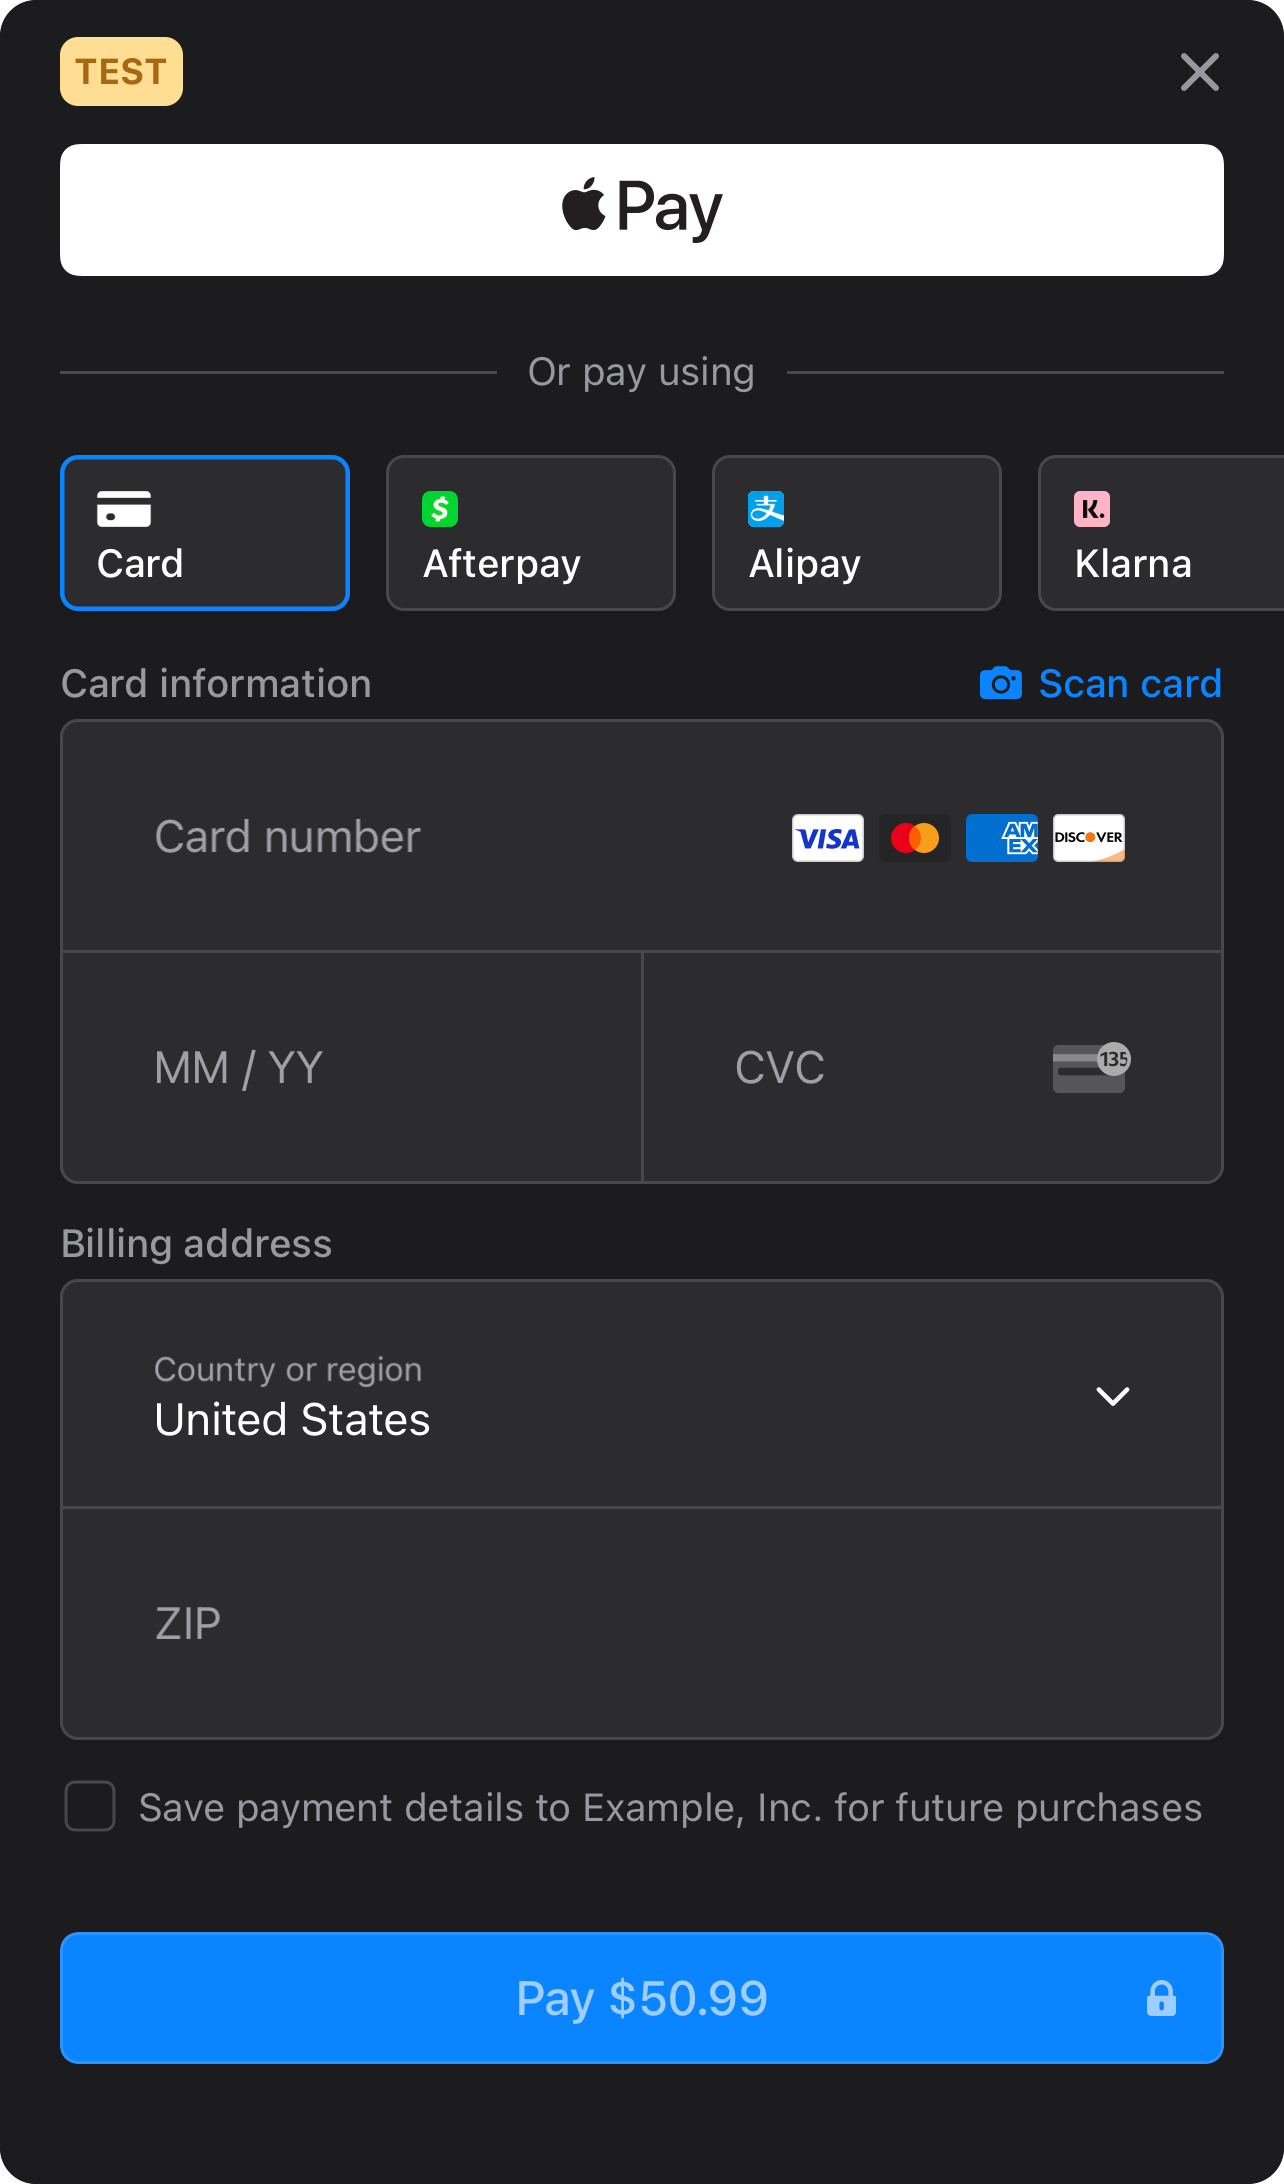 TEST
Pay
Or pay using
Card
$
Afterpay
支
Alipay
K.
Klarna
Card information
Scan card
Card number
VISA
AM
EX
DISCOVER
MM / YY
CVC
135
Billing address
Country or region
United States
ZIP
Save payment details to Example, Inc. for future purchases
Pay $50.99